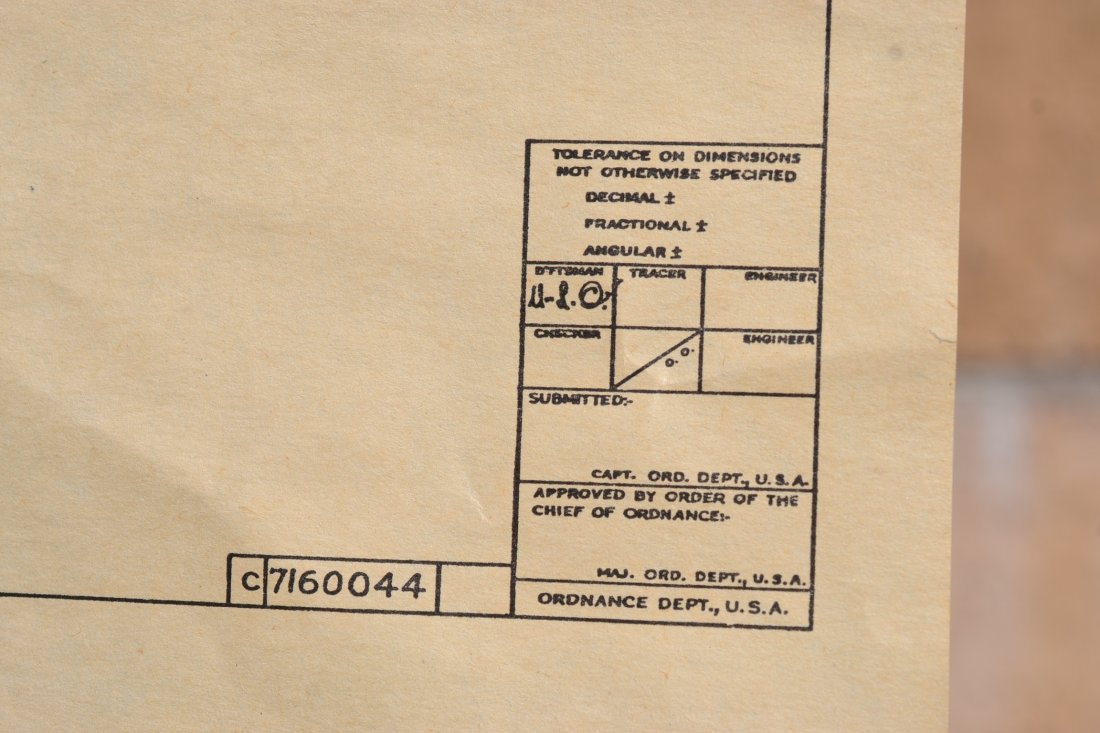 TOLERANCE ON DIMENSIONS
NOT OTHERWISE SPECIFIED
DECIMAL ±
FRACTIONAL ±
ANGULAR ±
D'FTSMAN TRACER ENGINEER
CHECKER ENGINEER
O. O.
SUBMITTED:-
CAPT. ORD. DEPT., U.S.A.
APPROVED BY ORDER OF THE
CHIEF OF ORDNANCE:-
MAJ. ORD. DEPT., U.S.A.
C 7160044
ORDNANCE DEPT., U.S.A.